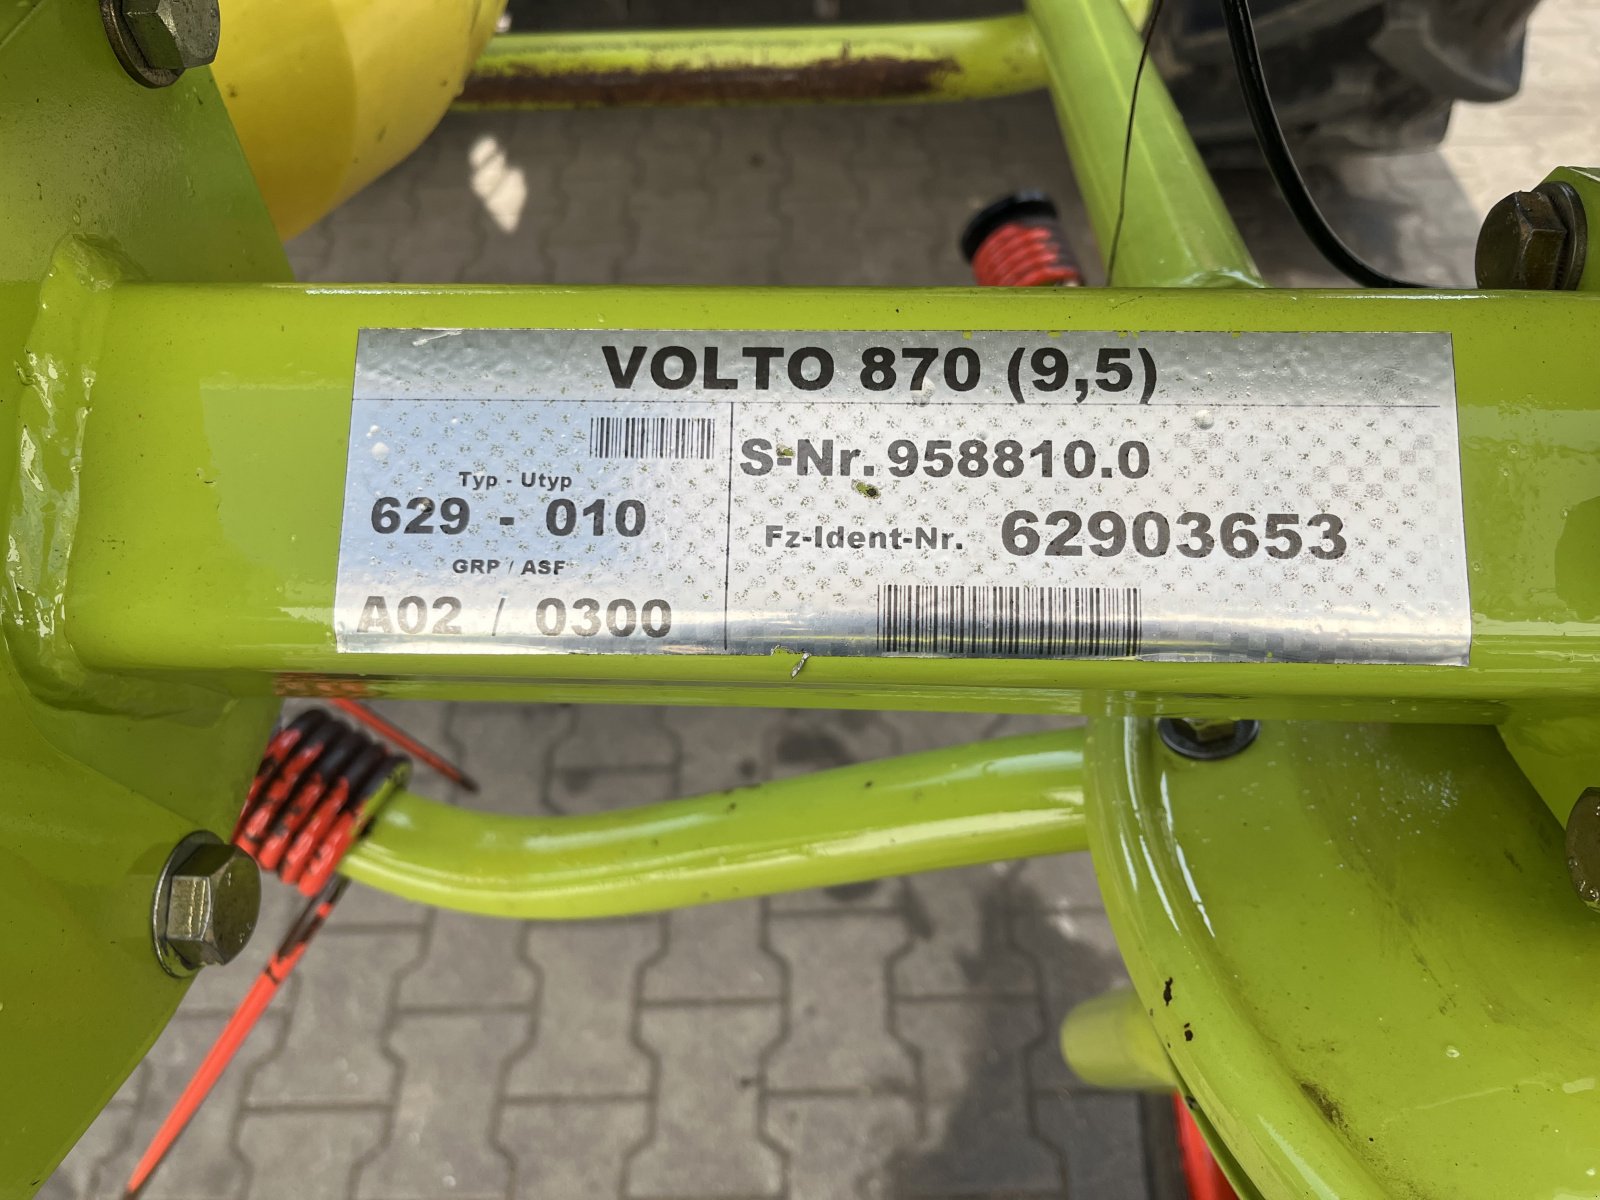 VOLTO 870 (9,5)
Typ - Utyp
629 - 010
GRP / ASF
A02 / 0300
S-Nr. 958810.0
Fz-Ident-Nr. 62903653